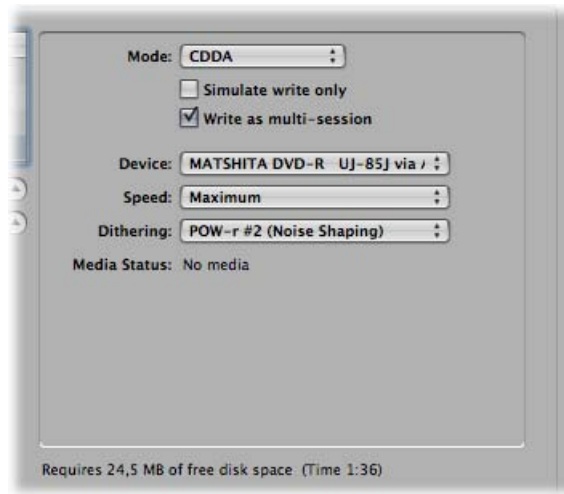 Mode: CDDA
Simulate write only
Write as multi-session
Device: MATSHITA DVD-R UJ-85J via
Speed: Maximum
Dithering: POW-r #2 (Noise Shaping)
Media Status: No media
Requires 24,5 MB of free disk space (Time 1:36)